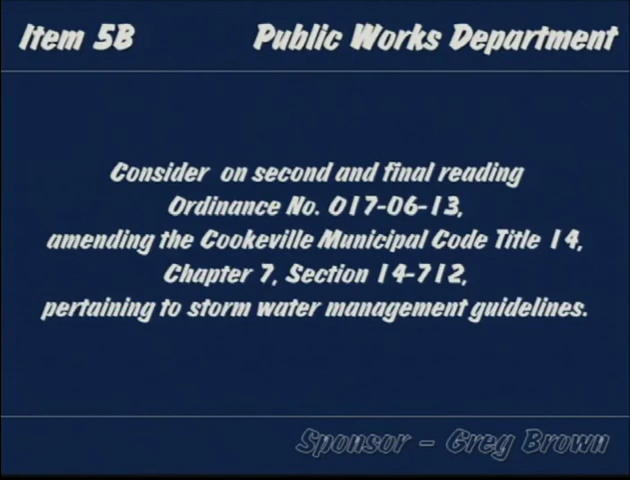 Item 5B
Public Works Department
Consider on second and final reading
Ordinance No. 017-06-13,
amending the Cookeville Municipal Code Title 14,
Chapter 7, Section 14-712,
pertaining to storm water management guidelines.
Sponsor - Greg Brown